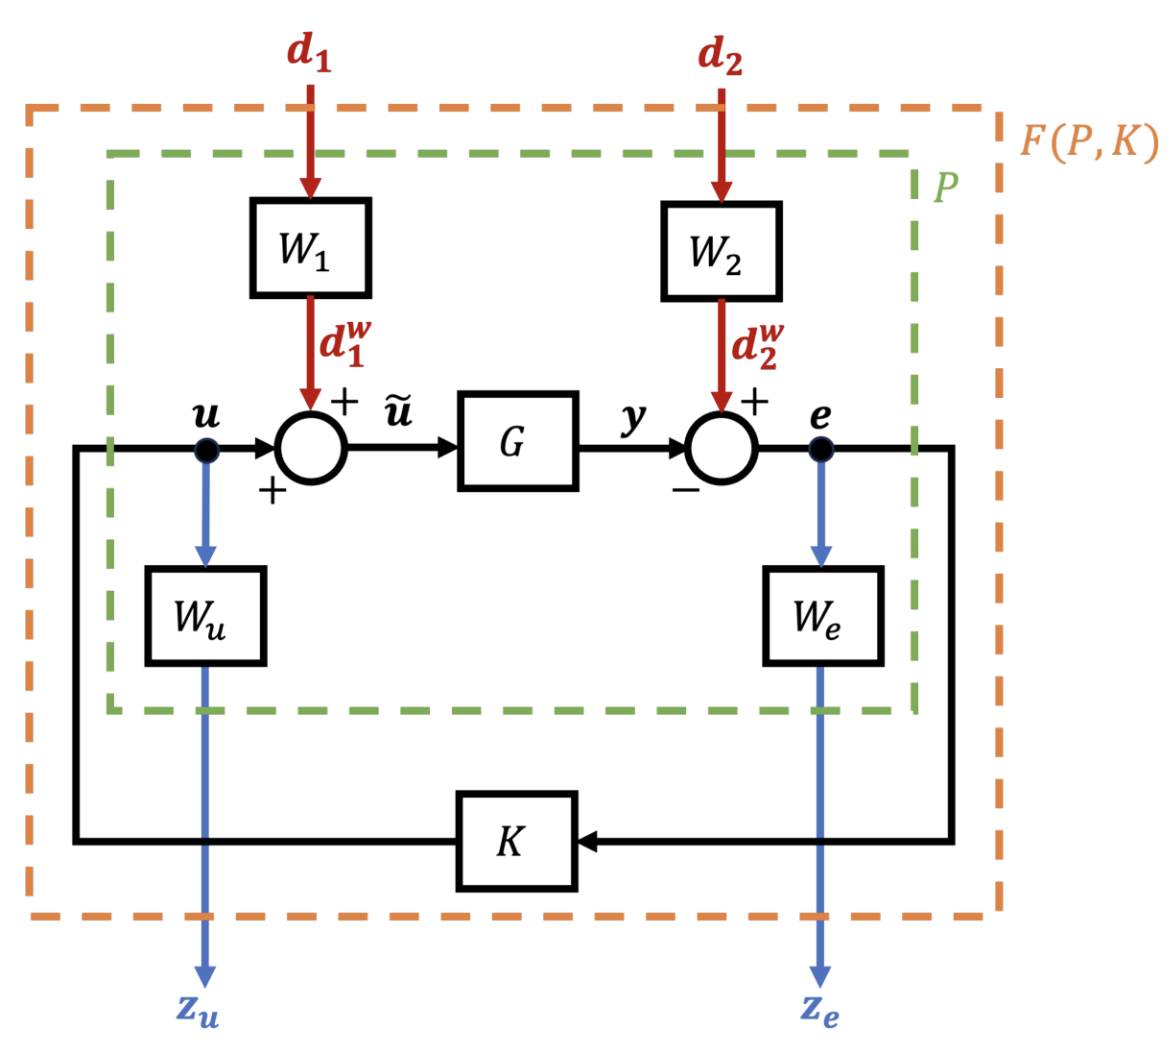 d₁
d₂
F(P, K)
P
W₁
W₂
d₁ʷ
d₂ʷ
u
+
ũ
G
y
+
e
+
−
Wᵤ
Wₑ
K
zᵤ
zₑ